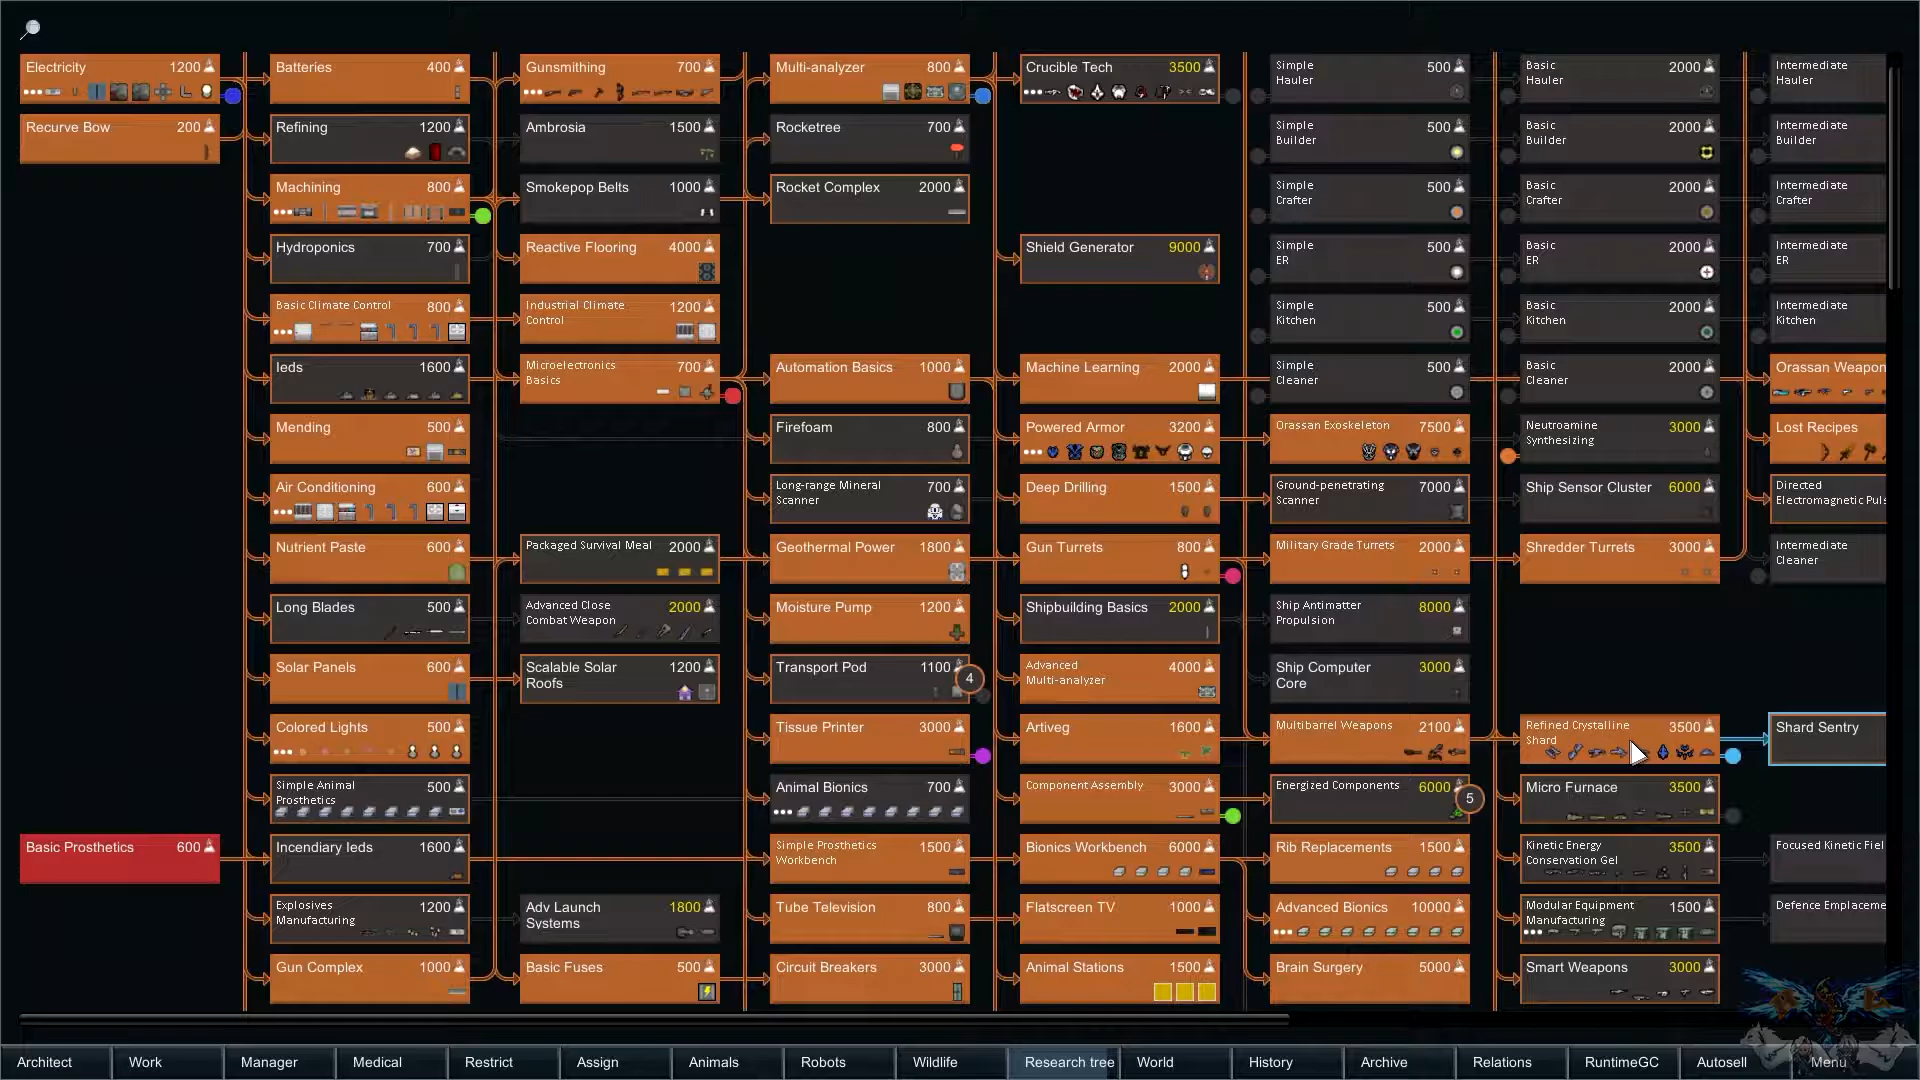 Electricity 1200
Batteries 400
Gunsmithing 700
Multi-analyzer 800
Crucible Tech 3500
Simple Hauler 500
Basic Hauler 2000
Intermediate Hauler
Recurve Bow 200
Refining 1200
Ambrosia 1500
Rocketree 700
Simple Builder 500
Basic Builder 2000
Intermediate Builder
Machining 800
Smokepop Belts 1000
Rocket Complex 2000
Simple Crafter 500
Basic Crafter 2000
Intermediate Crafter
Hydroponics 700
Reactive Flooring 4000
Shield Generator 9000
Simple ER 500
Basic ER 2000
Intermediate ER
Basic Climate Control 800
Industrial Climate Control 1200
Simple Kitchen 500
Basic Kitchen 2000
Intermediate Kitchen
Ieds 1600
Microelectronics Basics 700
Automation Basics 1000
Machine Learning 2000
Simple Cleaner 500
Basic Cleaner 2000
Orassan Weapon
Mending 500
Firefoam 800
Powered Armor 3200
Orassan Exoskeleton 7500
Neutroamine Synthesizing 3000
Lost Recipes
Air Conditioning 600
Long-range Mineral Scanner 700
Deep Drilling 1500
Ground-penetrating Scanner 7000
Ship Sensor Cluster 6000
Directed Electromagnetic Puls
Nutrient Paste 600
Packaged Survival Meal 2000
Geothermal Power 1800
Gun Turrets 800
Military Grade Turrets 2000
Shredder Turrets 3000
Intermediate Cleaner
Long Blades 500
Advanced Close Combat Weapon 2000
Moisture Pump 1200
Shipbuilding Basics 2000
Ship Antimatter Propulsion 8000
Solar Panels 600
Scalable Solar Roofs 1200
Transport Pod 1100
4
Advanced Multi-analyzer 4000
Ship Computer Core 3000
Colored Lights 500
Tissue Printer 3000
Artiveg 1600
Multibarrel Weapons 2100
Refined Crystalline Shard 3500
Shard Sentry
Simple Animal Prosthetics 500
Animal Bionics 700
Component Assembly 3000
Energized Components 6000
5
Micro Furnace 3500
Basic Prosthetics 600
Incendiary Ieds 1600
Simple Prosthetics Workbench 1500
Bionics Workbench 6000
Rib Replacements 1500
Kinetic Energy Conservation Gel 3500
Focused Kinetic Fiel
Explosives Manufacturing 1200
Adv Launch Systems 1800
Tube Television 800
Flatscreen TV 1000
Advanced Bionics 10000
Modular Equipment Manufacturing 1500
Defence Emplaceme
Gun Complex 1000
Basic Fuses 500
Circuit Breakers 3000
Animal Stations 1500
Brain Surgery 5000
Smart Weapons 3000
Architect Work Manager Medical Restrict Assign Animals Robots Wildlife Research tree World History Archive Relations RuntimeGC Autosell Menu